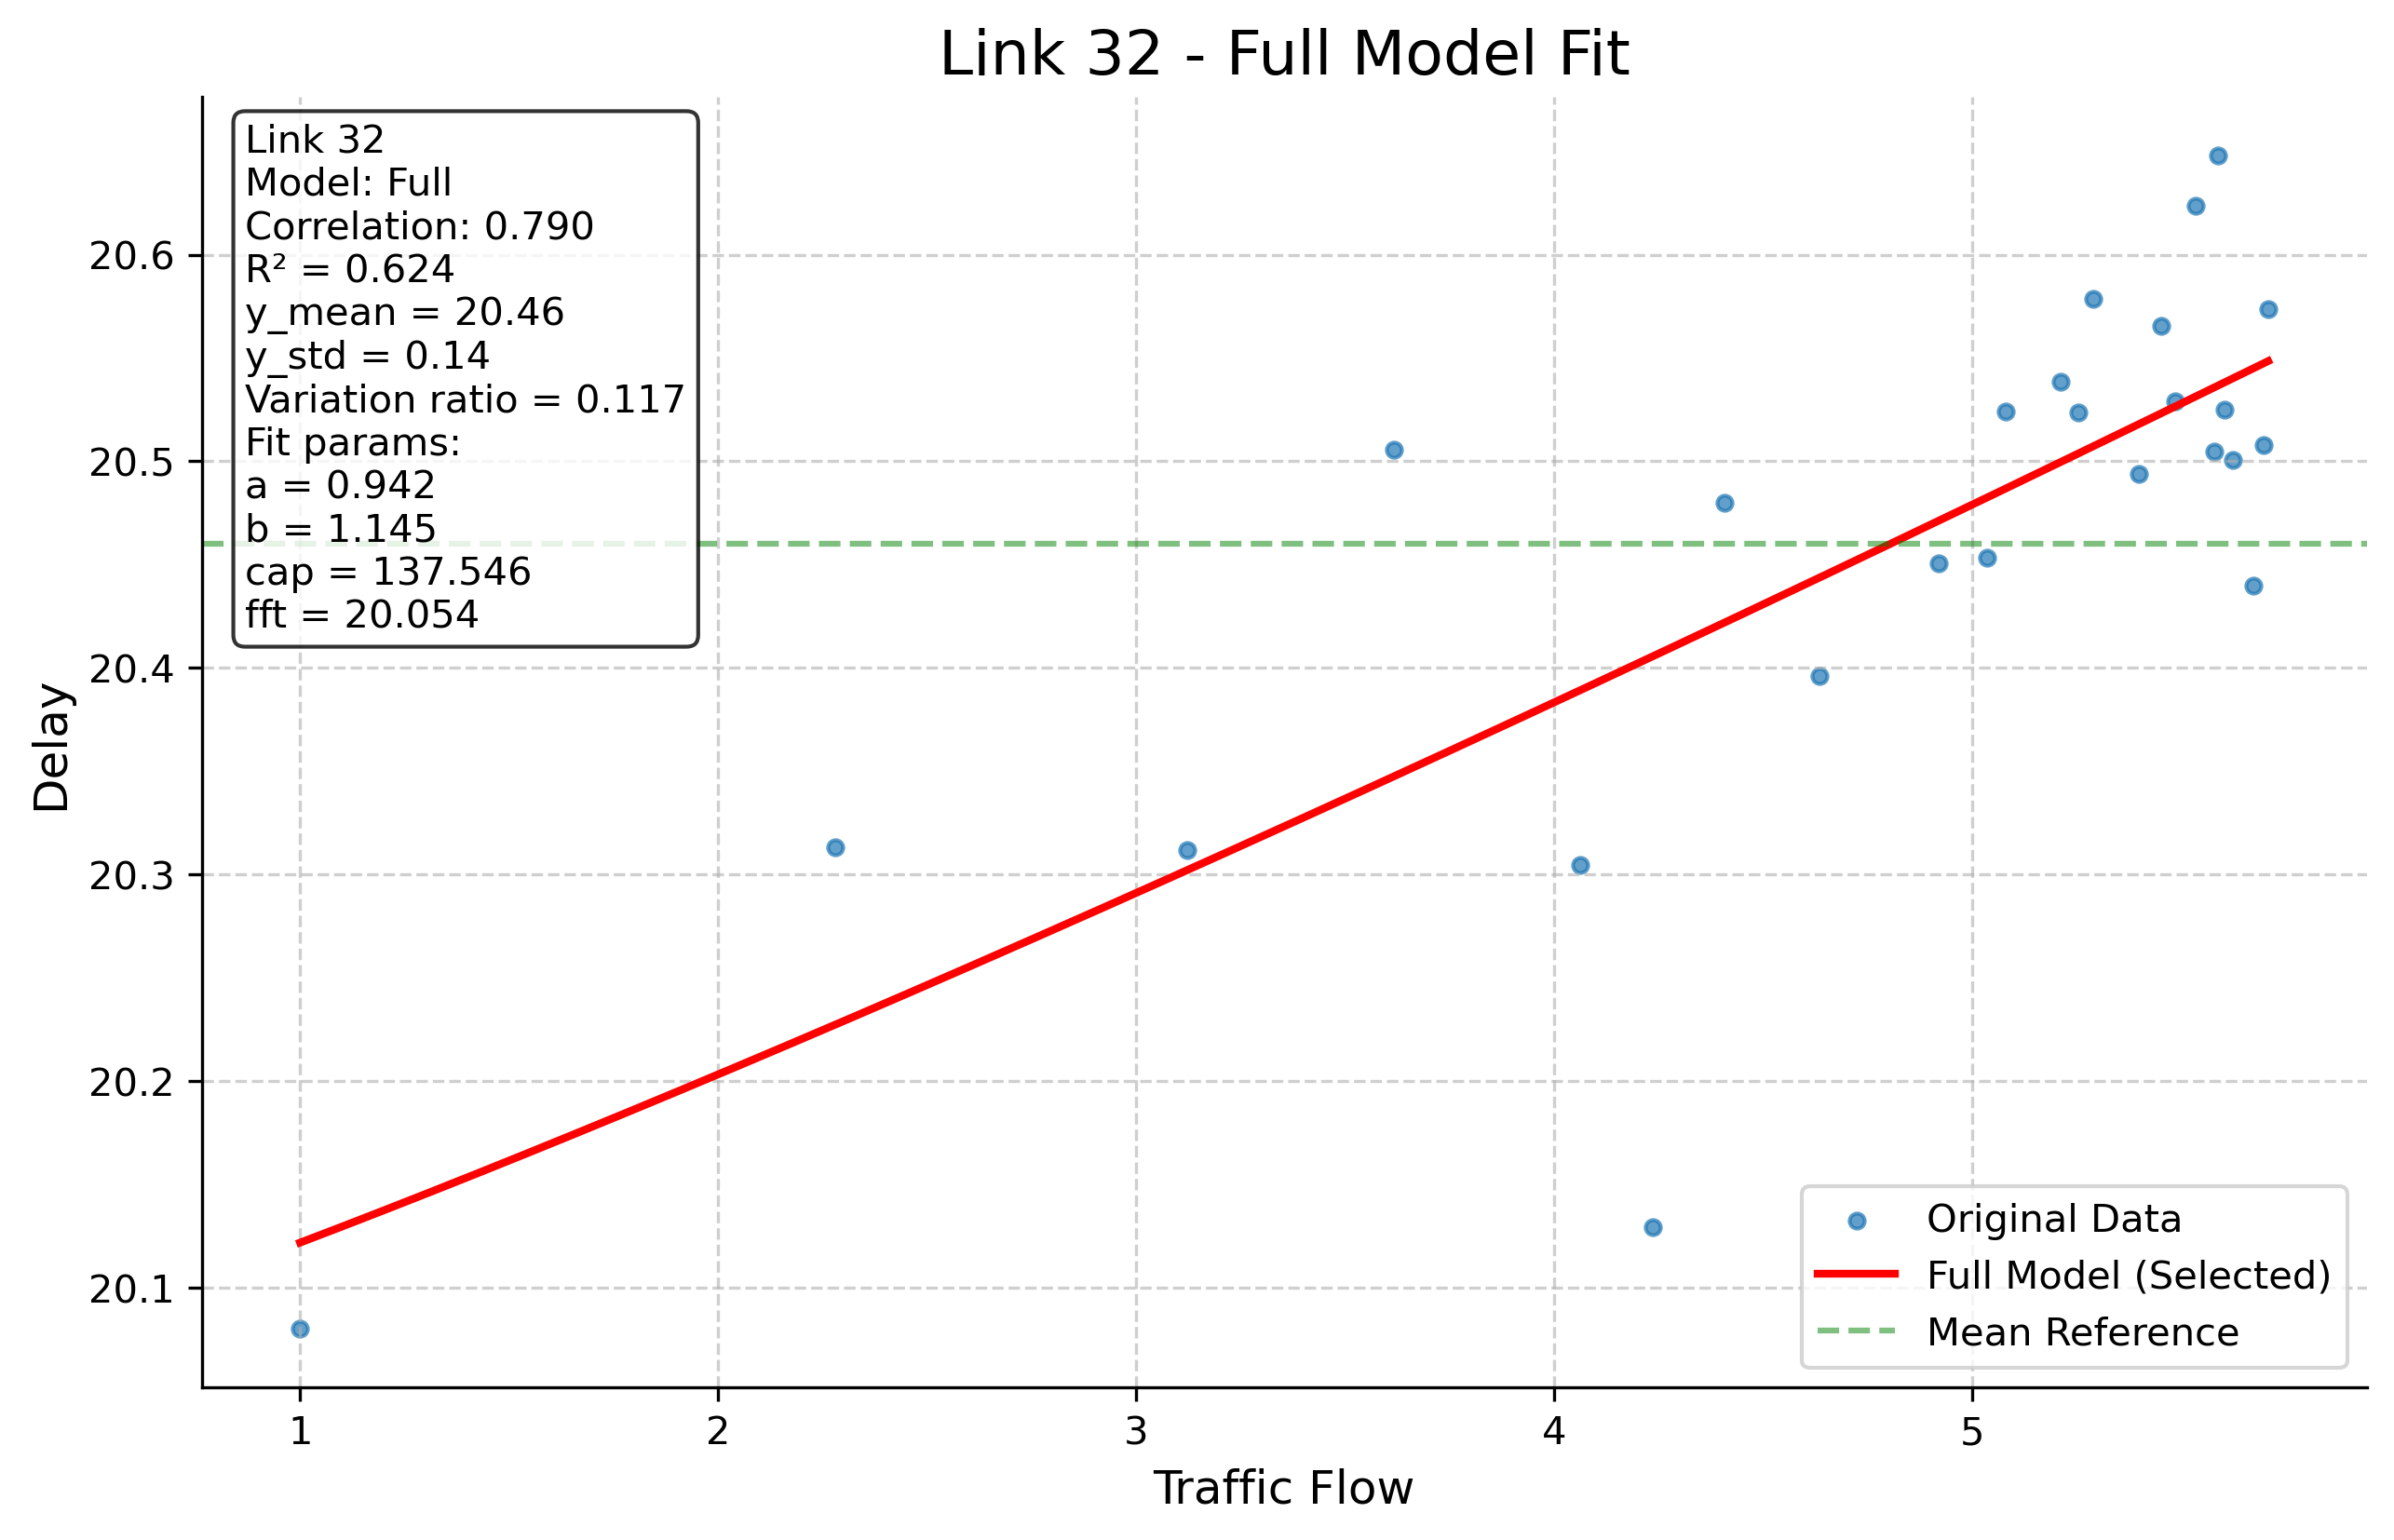 Link 32 - Full Model Fit
Link 32
Model: Full
Correlation: 0.790
R² = 0.624
y_mean = 20.46
y_std = 0.14
Variation ratio = 0.117
Fit params:
a = 0.942
b = 1.145
cap = 137.546
fft = 20.054
Delay
20.6
20.5
20.4
20.3
20.2
20.1
1 2 3 4 5
Traffic Flow
Original Data
Full Model (Selected)
Mean Reference